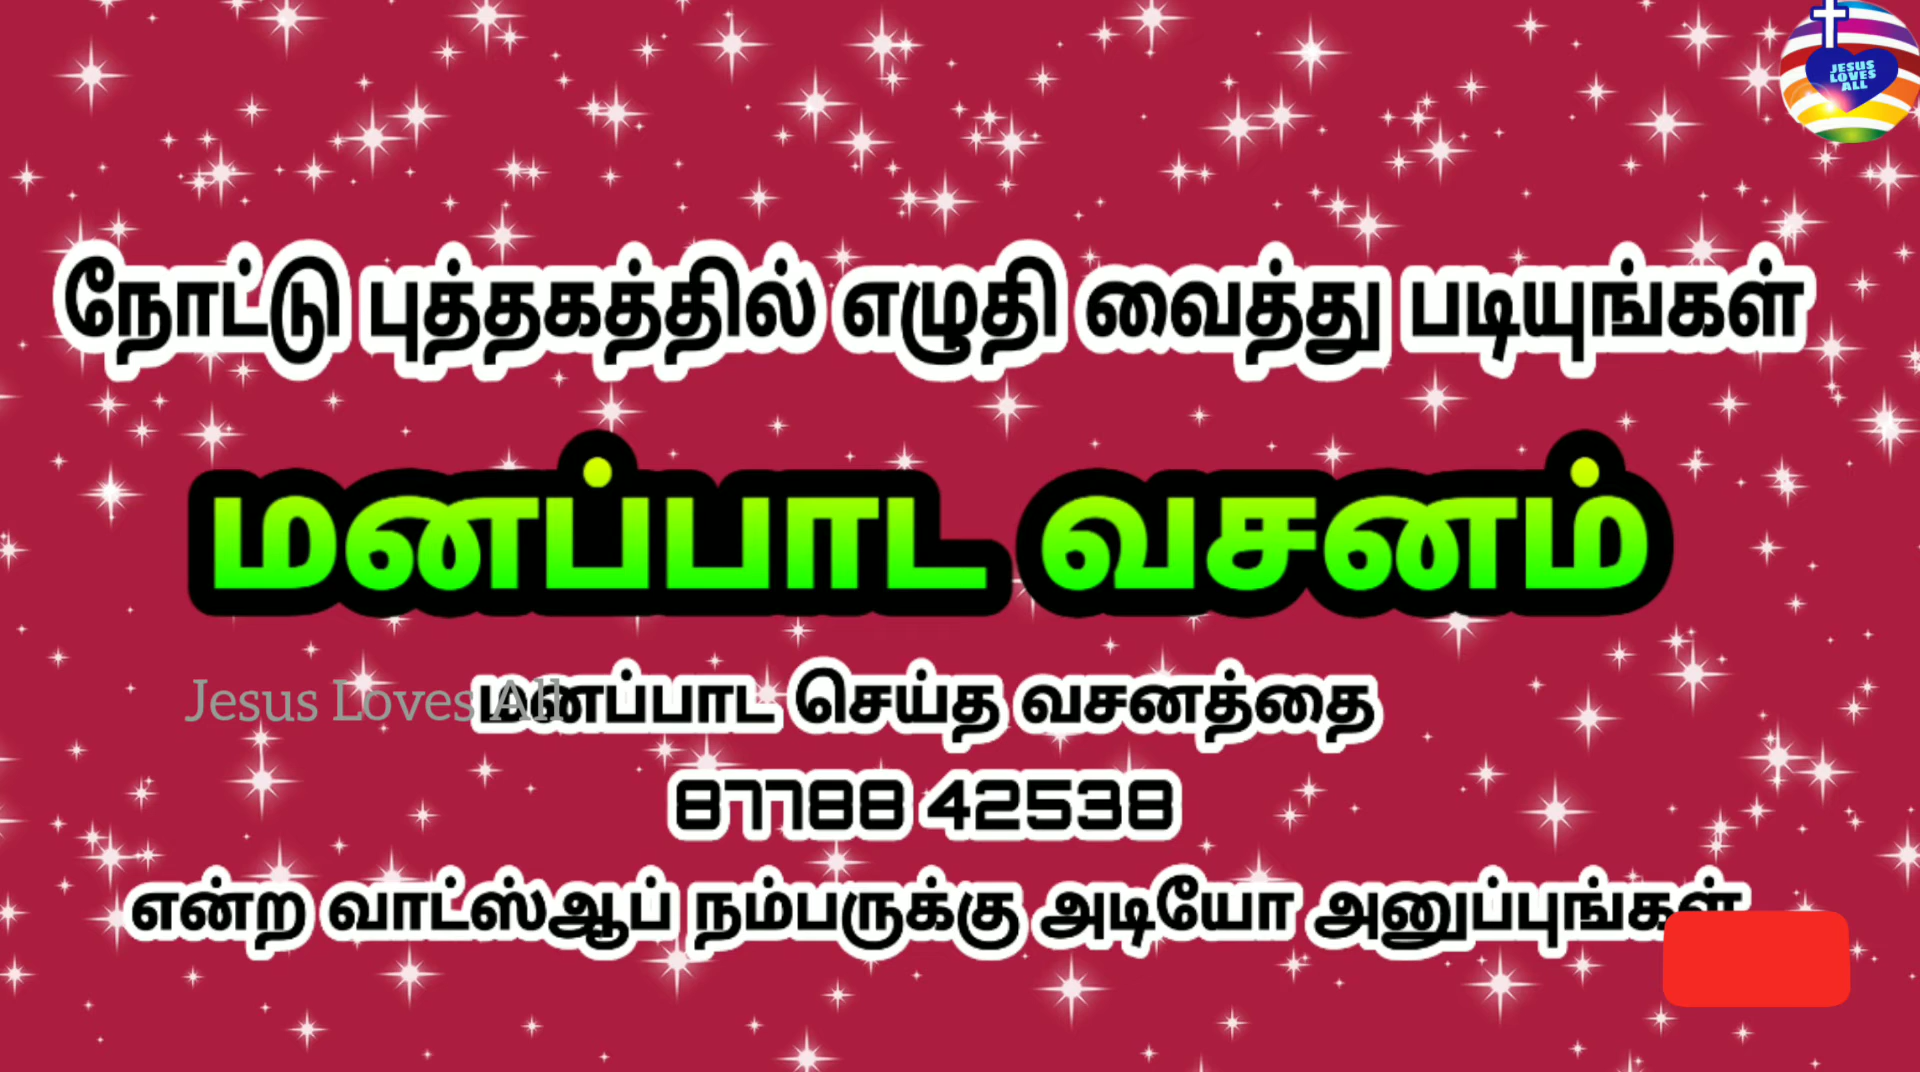 JESUS
LOVES
ALL
நோட்டு புத்தகத்தில் எழுதி வைத்து படியுங்கள்
மனப்பாட வசனம்
Jesus Loves All
மனப்பாட செய்த வசனத்தை
87788 42538
என்ற வாட்ஸ்ஆப் நம்பருக்கு அடியோ அனுப்புங்கள்